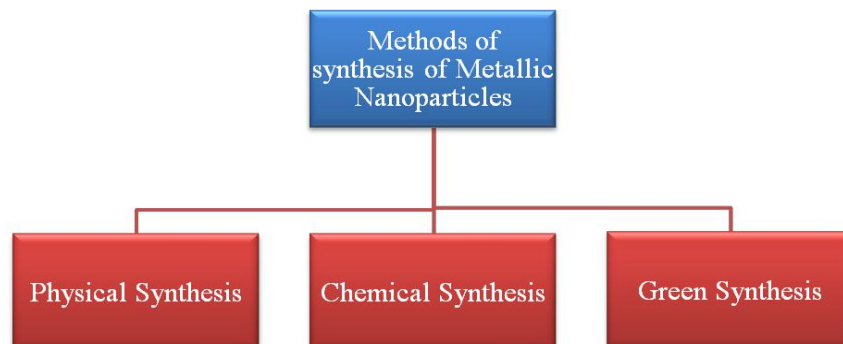 Methods of
synthesis of Metallic
Nanoparticles
Physical Synthesis
Chemical Synthesis
Green Synthesis